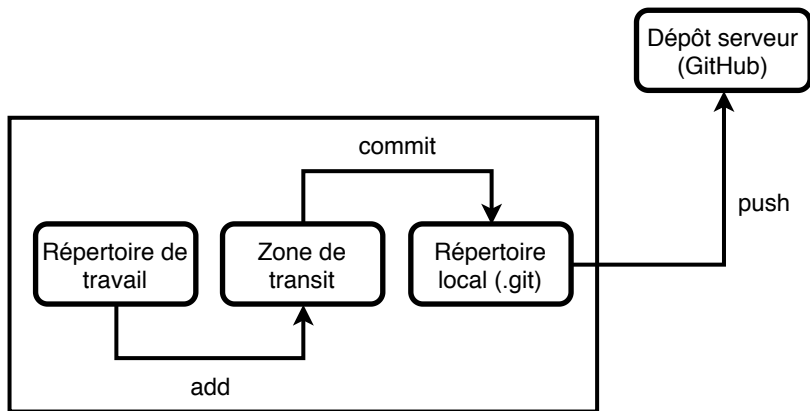 Dépôt serveur
(GitHub)
commit
push
Répertoire de
travail
Zone de
transit
Répertoire
local (.git)
add